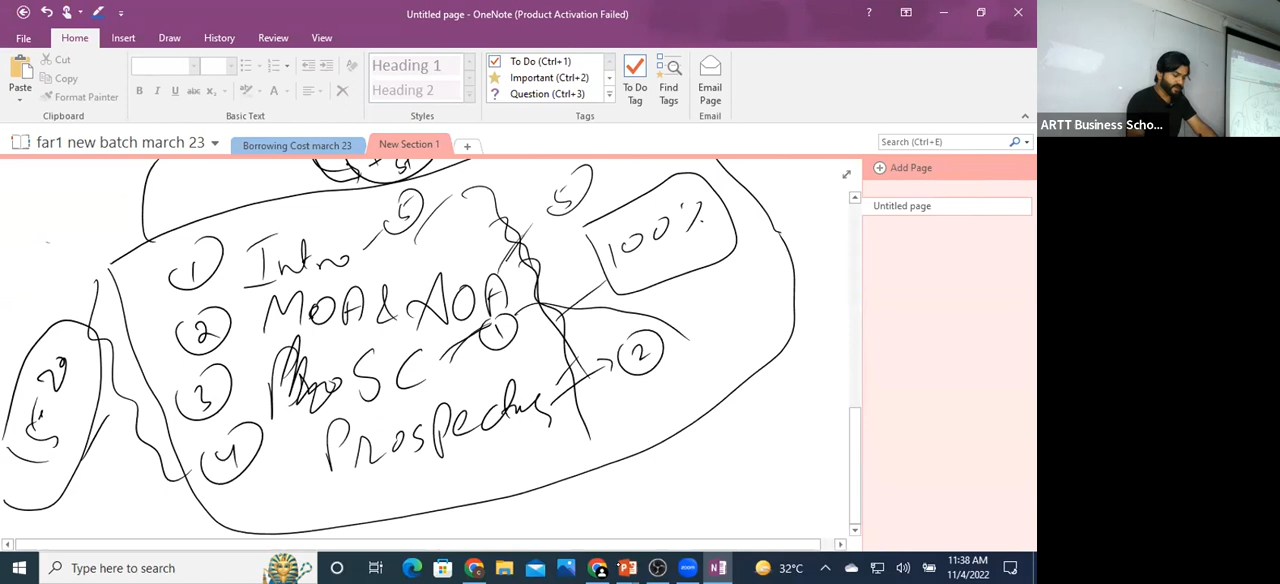 Untitled page - OneNote (Product Activation Failed)
File Home Insert Draw History Review View
Cut
Copy
Format Painter
Paste
Clipboard
B I U abc X₂ A
Basic Text
Heading 1
Heading 2
Styles
To Do (Ctrl+1)
Important (Ctrl+2)
Question (Ctrl+3)
To Do Tag
Find Tags
Tags
Email Page
Email
far1 new batch march 23
Borrowing Cost march 23
New Section 1
Search (Ctrl+E)
Add Page
Untitled page
ARTT Business Scho...
1 Intro 5
5
100%
2 MOA & AOA
3 SC 1
4 Prospectus 2
Type here to search
32°C
11:38 AM
11/4/2022